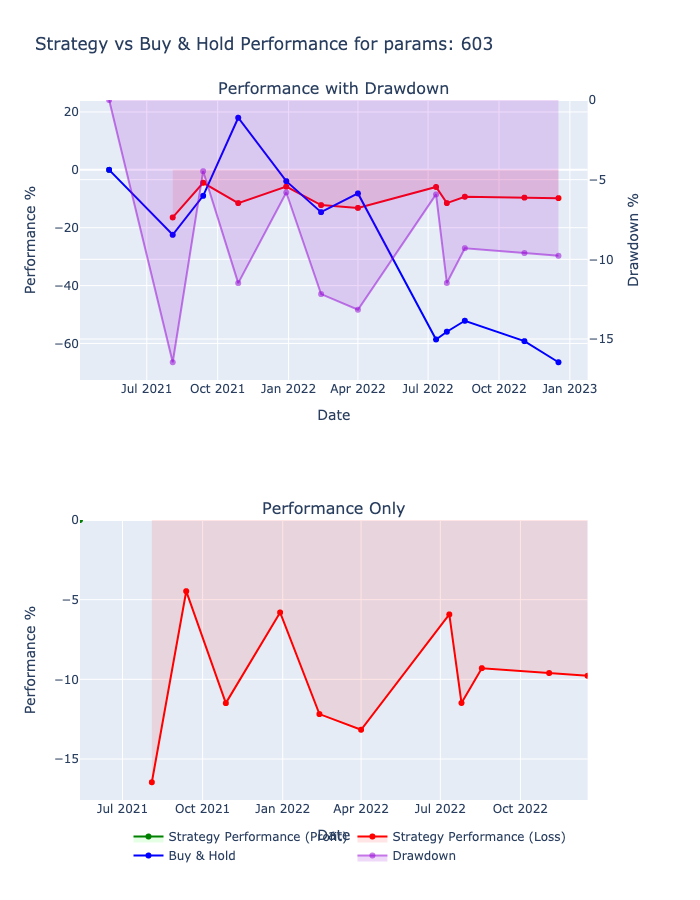 Strategy vs Buy & Hold Performance for params: 603
Performance with Drawdown
20
0
−20
−40
−60
0
−5
−10
−15
Performance %
Drawdown %
Jul 2021 Oct 2021 Jan 2022 Apr 2022 Jul 2022 Oct 2022 Jan 2023
Date
Performance Only
0
−5
−10
−15
Performance %
Jul 2021 Oct 2021 Jan 2022 Apr 2022 Jul 2022 Oct 2022
Date
Strategy Performance (Profit) Strategy Performance (Loss)
Buy & Hold Drawdown